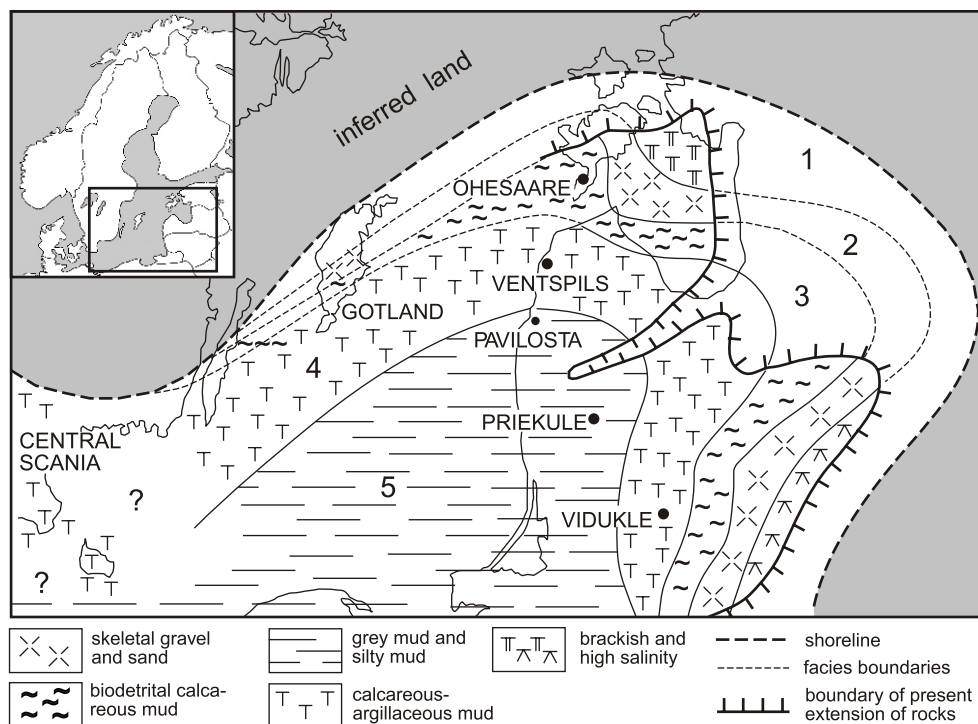 inferred land
1
OHESAARE
2
VENTSPILS
3
GOTLAND
PAVILOSTA
4
PRIEKULE
CENTRAL
SCANIA
?
5
VIDUKLE
?
skeletal gravel
and sand
grey mud and
silty mud
brackish and
high salinity
shoreline
facies boundaries
biodetrital calca-
reous mud
calcareous-
argillaceous mud
boundary of present
extension of rocks